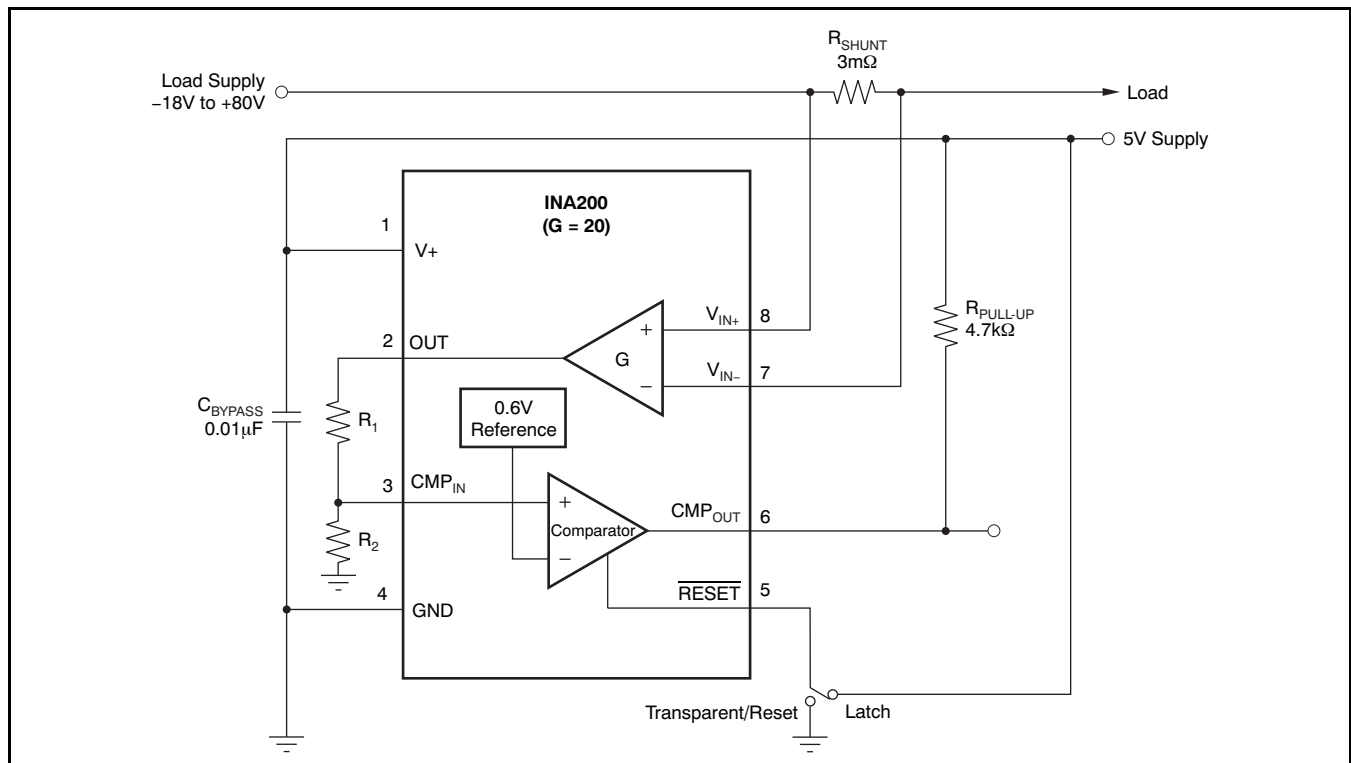 R_SHUNT
3mΩ
Load Supply
−18V to +80V
Load
5V Supply
INA200
(G = 20)
1
V+
V_IN+
8
2
OUT
+
G
−
V_IN−
7
R_PULL-UP
4.7kΩ
C_BYPASS
0.01μF
R_1
0.6V
Reference
3
CMP_IN
+
Comparator
−
CMP_OUT
6
R_2
RESET
5
4
GND
Transparent/Reset
Latch